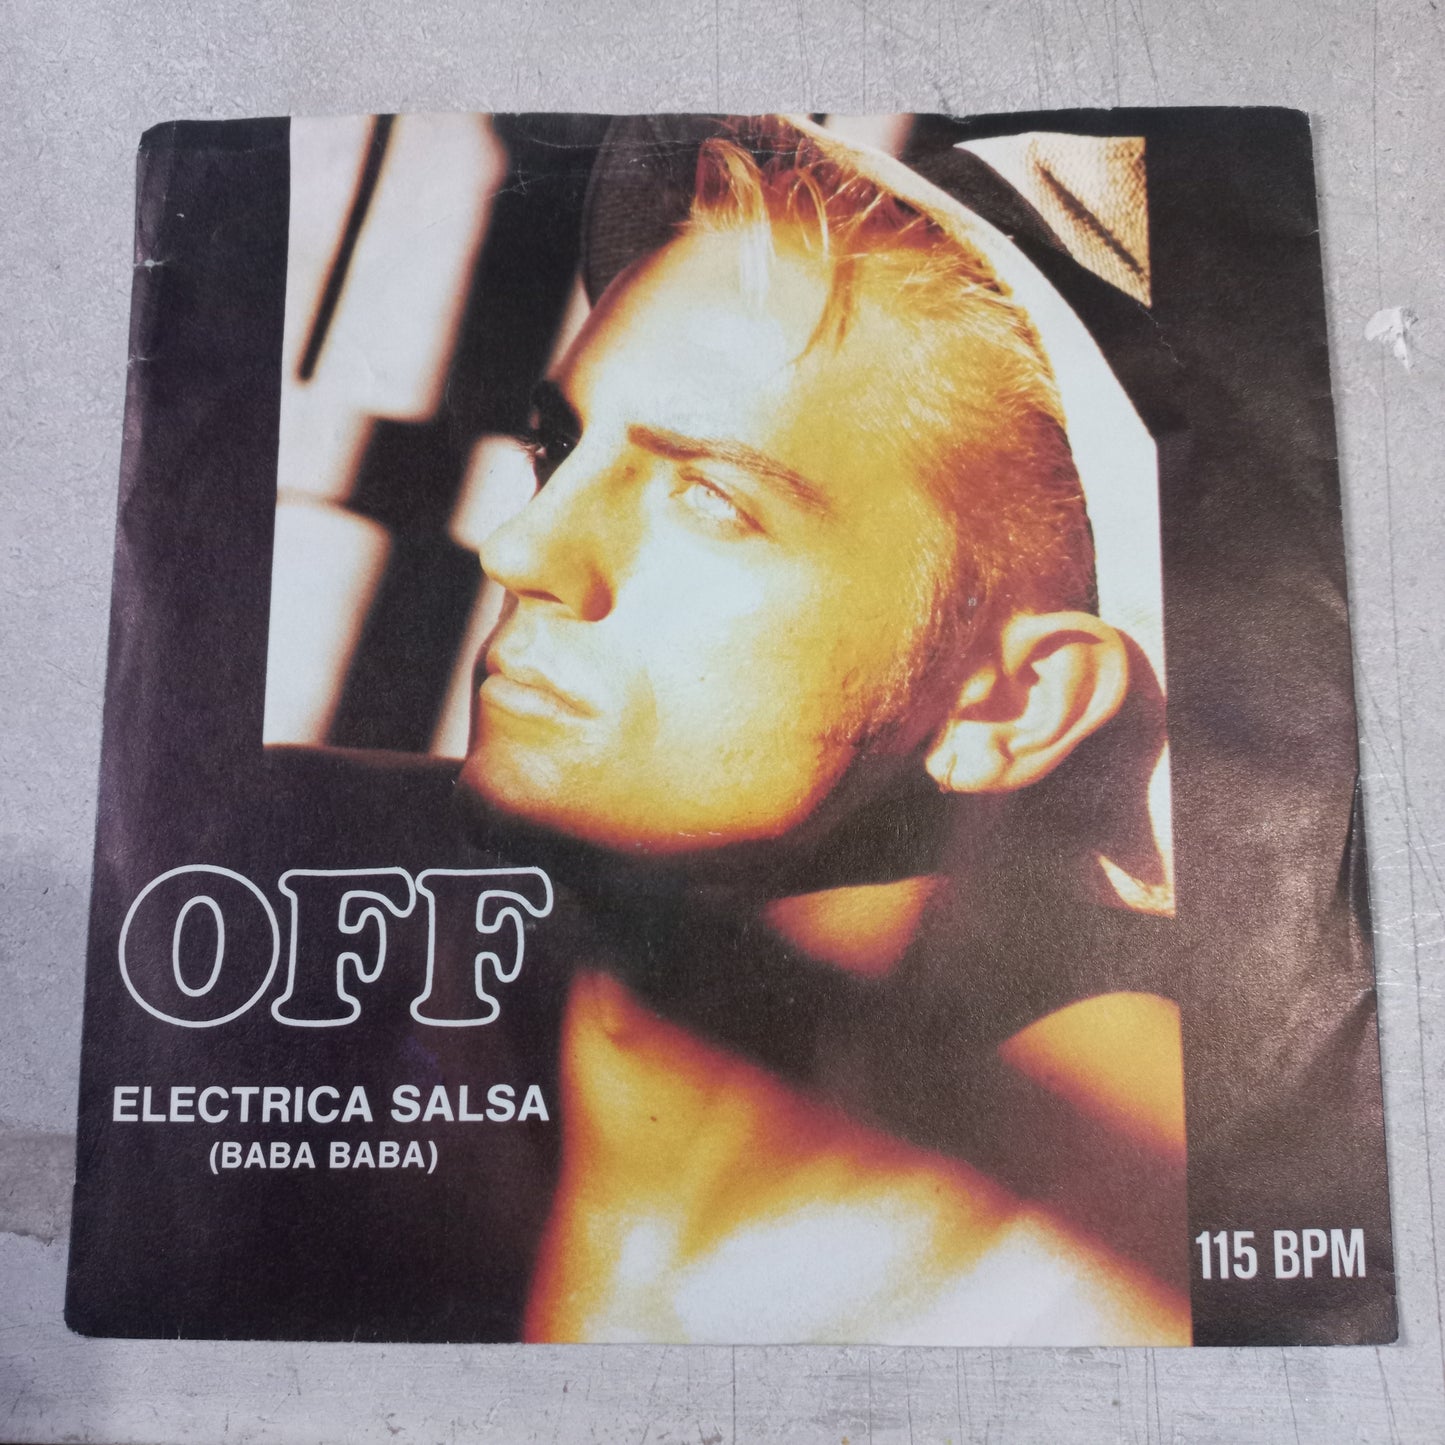 OFF
ELECTRICA SALSA
(BABA BABA)
115 BPM